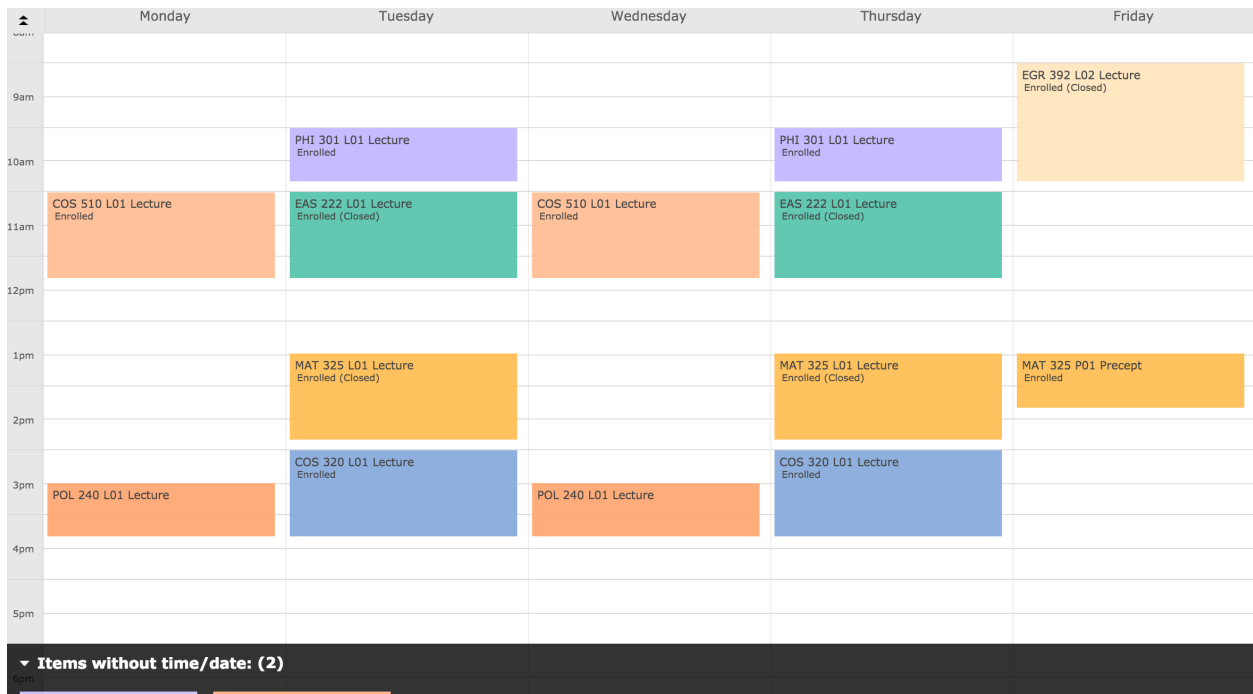 Monday
Tuesday
Wednesday
Thursday
Friday
EGR 392 L02 Lecture
Enrolled (Closed)
9am
PHI 301 L01 Lecture
Enrolled
PHI 301 L01 Lecture
Enrolled
10am
COS 510 L01 Lecture
Enrolled
EAS 222 L01 Lecture
Enrolled (Closed)
COS 510 L01 Lecture
Enrolled
EAS 222 L01 Lecture
Enrolled (Closed)
11am
12pm
1pm
MAT 325 L01 Lecture
Enrolled (Closed)
MAT 325 L01 Lecture
Enrolled (Closed)
MAT 325 P01 Precept
Enrolled
2pm
COS 320 L01 Lecture
Enrolled
COS 320 L01 Lecture
Enrolled
3pm
POL 240 L01 Lecture
POL 240 L01 Lecture
4pm
5pm
Items without time/date: (2)
6pm